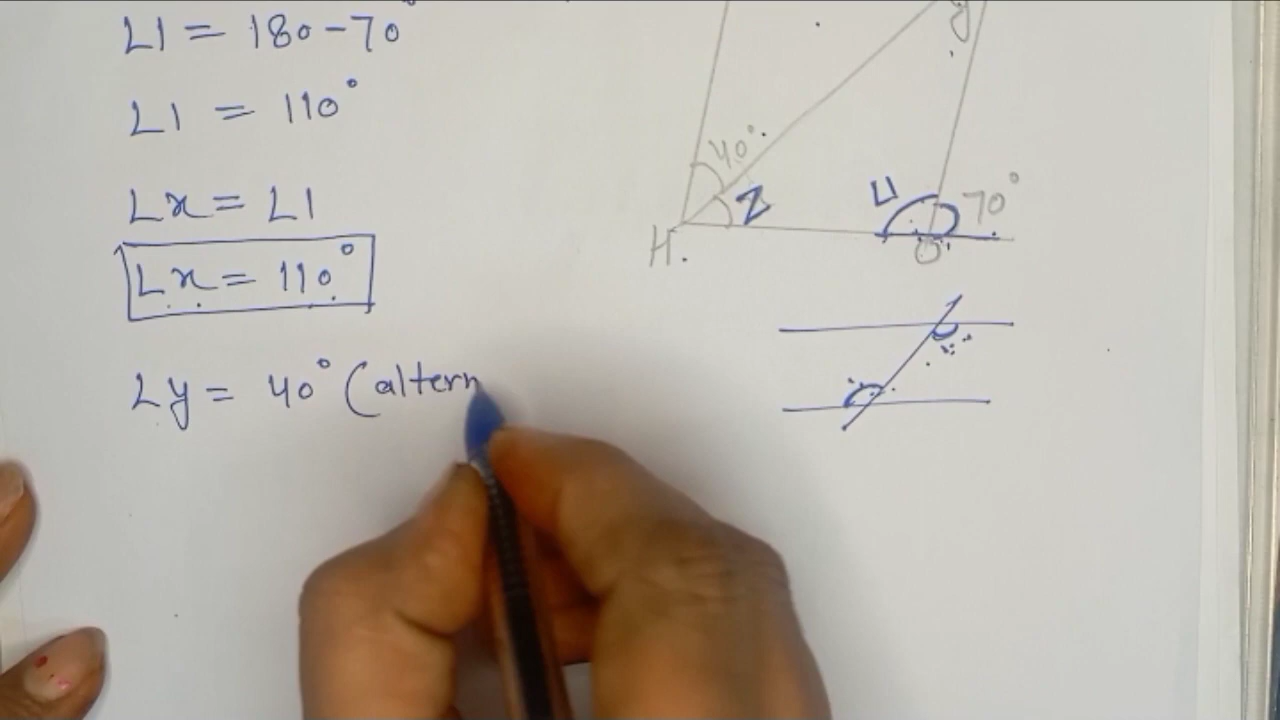 ∠1 = 180-70°
∠1 = 110°
∠x = ∠1
∠x = 110°
∠y = 40° (altern
y
40°
z
∠1
70°
H.
O